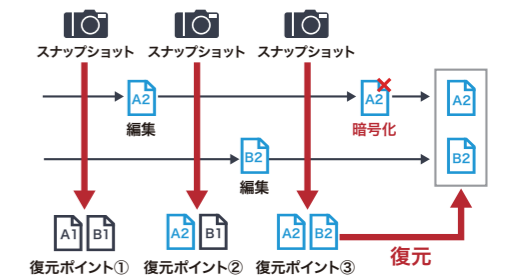 スナップショット スナップショット スナップショット
A2 A2 A2
編集 暗号化
B2 B2
編集
A1 B1 A2 B1 A2 B2
復元
復元ポイント① 復元ポイント② 復元ポイント③